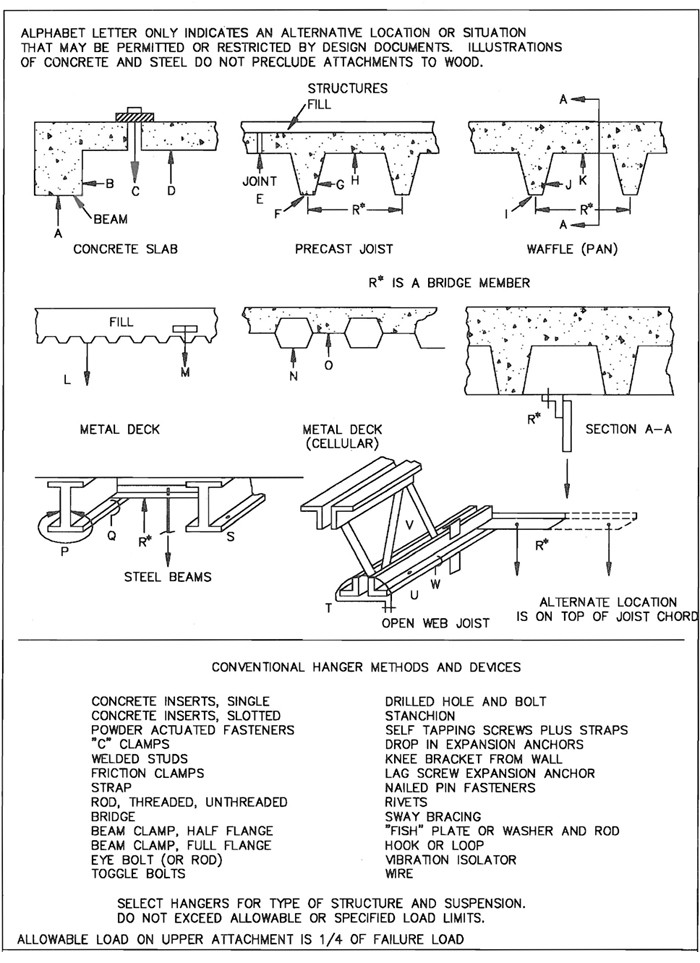 ALPHABET LETTER ONLY INDICATES AN ALTERNATIVE LOCATION OR SITUATION
THAT MAY BE PERMITTED OR RESTRICTED BY DESIGN DOCUMENTS. ILLUSTRATIONS
OF CONCRETE AND STEEL DO NOT PRECLUDE ATTACHMENTS TO WOOD.
B
C
D
A
BEAM
CONCRETE SLAB
STRUCTURES
FILL
JOINT
E
F
G
H
R*
PRECAST JOIST
A
I
J
K
R*
A
WAFFLE (PAN)
R* IS A BRIDGE MEMBER
FILL
L
M
METAL DECK
N
O
METAL DECK
(CELLULAR)
R*
SECTION A-A
P
Q
R*
S
STEEL BEAMS
V
W
U
T
R*
OPEN WEB JOIST
ALTERNATE LOCATION
IS ON TOP OF JOIST CHORD
CONVENTIONAL HANGER METHODS AND DEVICES
CONCRETE INSERTS, SINGLE
CONCRETE INSERTS, SLOTTED
POWDER ACTUATED FASTENERS
"C" CLAMPS
WELDED STUDS
FRICTION CLAMPS
STRAP
ROD, THREADED, UNTHREADED
BRIDGE
BEAM CLAMP, HALF FLANGE
BEAM CLAMP, FULL FLANGE
EYE BOLT (OR ROD)
TOGGLE BOLTS
DRILLED HOLE AND BOLT
STANCHION
SELF TAPPING SCREWS PLUS STRAPS
DROP IN EXPANSION ANCHORS
KNEE BRACKET FROM WALL
LAG SCREW EXPANSION ANCHOR
NAILED PIN FASTENERS
RIVETS
SWAY BRACING
"FISH" PLATE OR WASHER AND ROD
HOOK OR LOOP
VIBRATION ISOLATOR
WIRE
SELECT HANGERS FOR TYPE OF STRUCTURE AND SUSPENSION.
DO NOT EXCEED ALLOWABLE OR SPECIFIED LOAD LIMITS.
ALLOWABLE LOAD ON UPPER ATTACHMENT IS 1/4 OF FAILURE LOAD